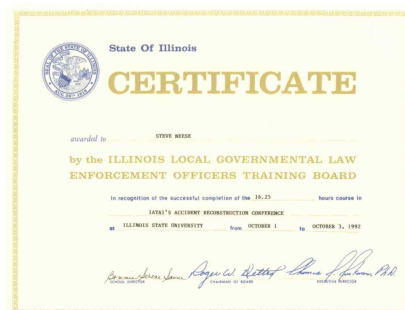 State Of Illinois
CERTIFICATE
awarded to STEVE NEESE
by the ILLINOIS LOCAL GOVERNMENTAL LAW
ENFORCEMENT OFFICERS TRAINING BOARD
In recognition of the successful completion of the 16.25 hours course in
IATAI'S ACCIDENT RECONSTRUCTION CONFERENCE
at ILLINOIS STATE UNIVERSITY from OCTOBER 1 to OCTOBER 3, 1992
SCHOOL DIRECTOR CHAIRMAN OF BOARD EXECUTIVE DIRECTOR